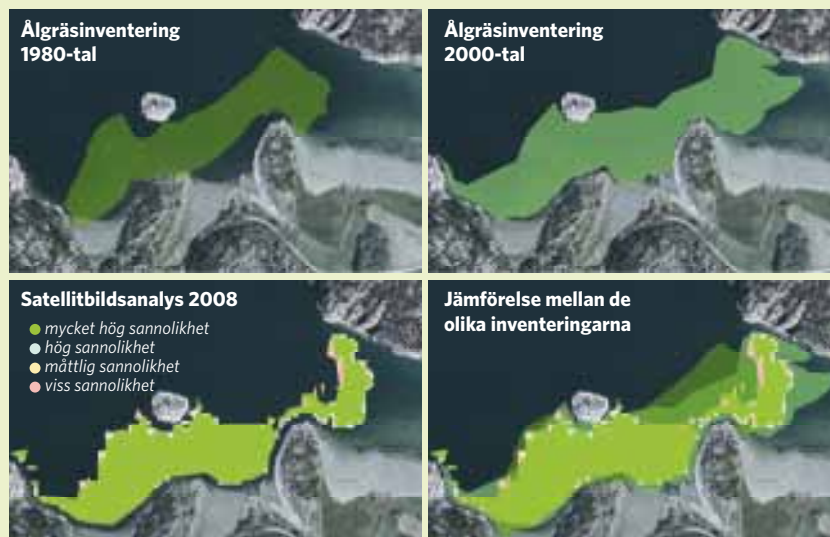 Ålgräsinventering
1980-tal
Ålgräsinventering
2000-tal
Satellitbildsanalys 2008
mycket hög sannolikhet
hög sannolikhet
måttlig sannolikhet
viss sannolikhet
Jämförelse mellan de
olika inventeringarna